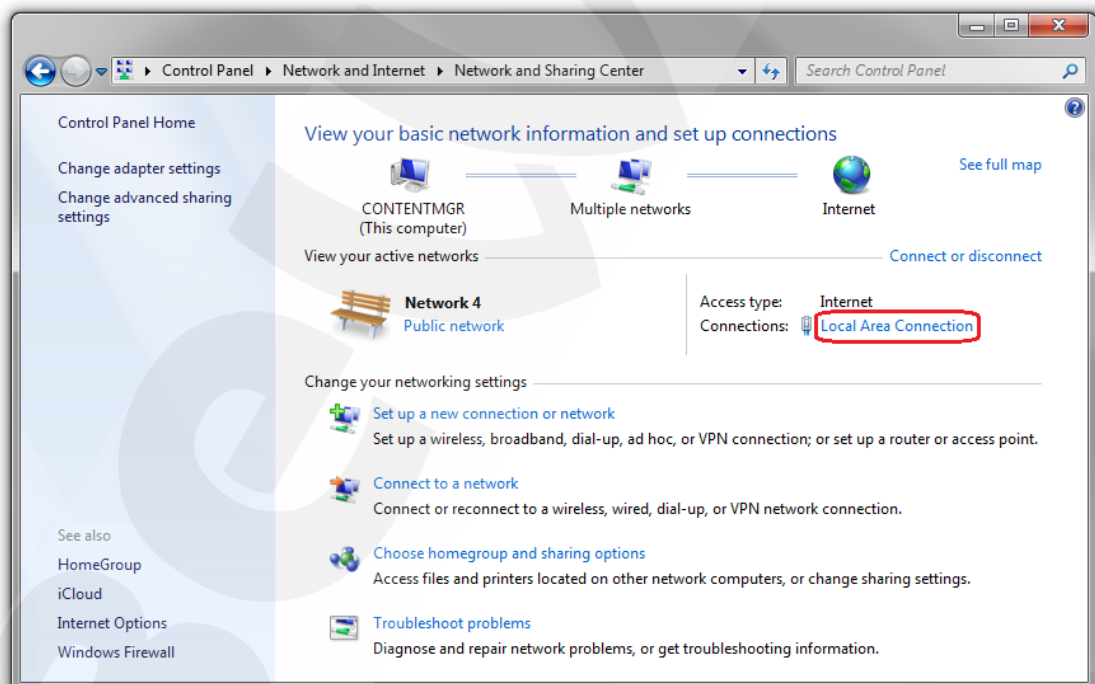 Control Panel Network and Internet Network and Sharing Center Search Control Panel
Control Panel Home
Change adapter settings
Change advanced sharing
settings
See also
HomeGroup
iCloud
Internet Options
Windows Firewall
View your basic network information and set up connections
See full map
CONTENTMGR
(This computer)
Multiple networks
Internet
View your active networks
Connect or disconnect
Network 4
Public network
Access type: Internet
Connections: Local Area Connection
Change your networking settings
Set up a new connection or network
Set up a wireless, broadband, dial-up, ad hoc, or VPN connection; or set up a router or access point.
Connect to a network
Connect or reconnect to a wireless, wired, dial-up, or VPN network connection.
Choose homegroup and sharing options
Access files and printers located on other network computers, or change sharing settings.
Troubleshoot problems
Diagnose and repair network problems, or get troubleshooting information.